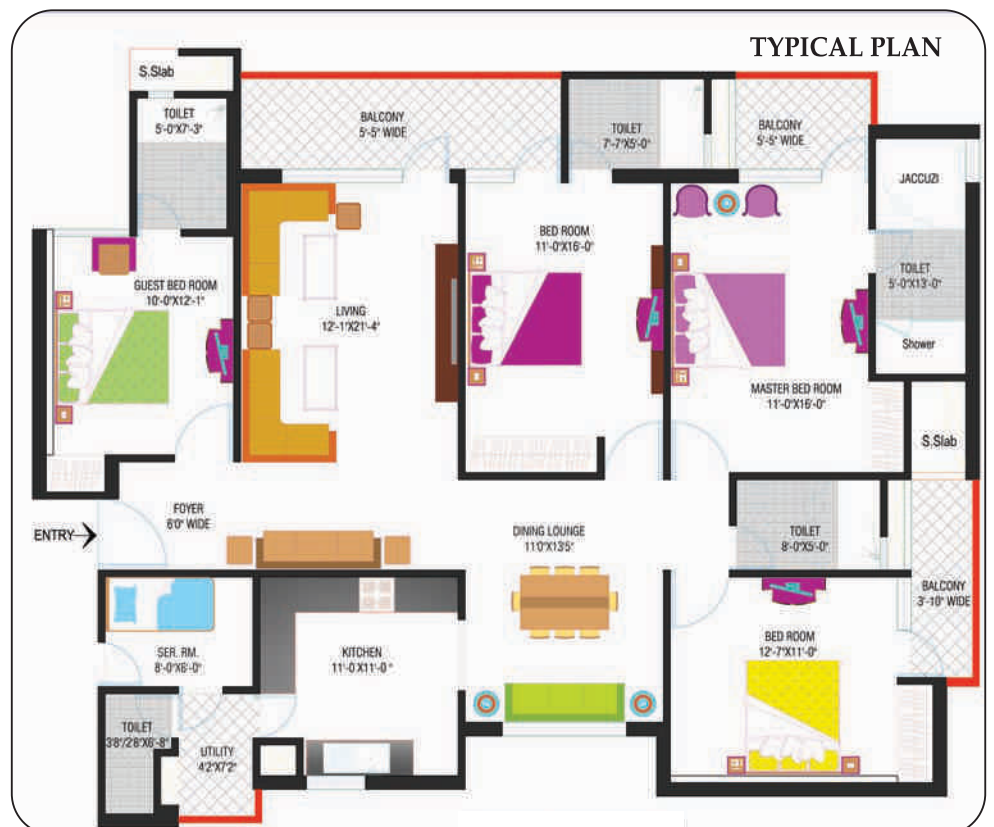 TYPICAL PLAN
S.Slab
TOILET
5'-0"X7'-3"
BALCONY
5'-5" WIDE
TOILET
7'-7"X5'-0"
BALCONY
5'-5" WIDE
JACCUZI
GUEST BED ROOM
10'-0"X12'-1"
LIVING
12'-1"X21'-4"
BED ROOM
11'-0"X16'-0"
TOILET
5'-0"X13'-0"
Shower
MASTER BED ROOM
11'-0"X16'-0"
S.Slab
ENTRY
FOYER
6'0" WIDE
DINING LOUNGE
11'0"X13'5"
TOILET
8'-0"X5'-0"
BALCONY
3'-10" WIDE
SER. RM.
8'-0"X6'-0"
KITCHEN
11'-0 X11'-0 "
BED ROOM
12'-7"X11'-0"
TOILET
3'8"/2'8"X6'-8"
UTILITY
4'2"X7'2"